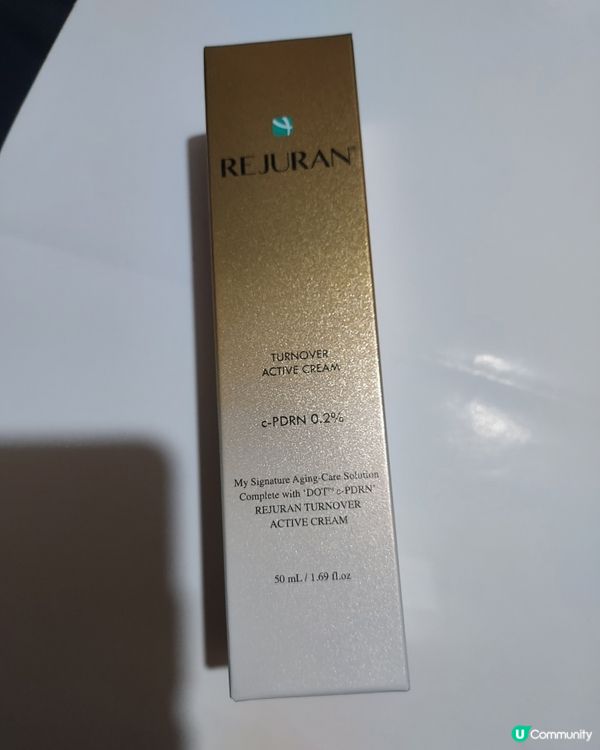 REJURAN®
TURNOVER
ACTIVE CREAM
c-PDRN 0.2%
My Signature Aging-Care Solution
Complete with 'DOT™ c-PDRN'
REJURAN TURNOVER
ACTIVE CREAM
50 mL / 1.69 fl.oz
U Community